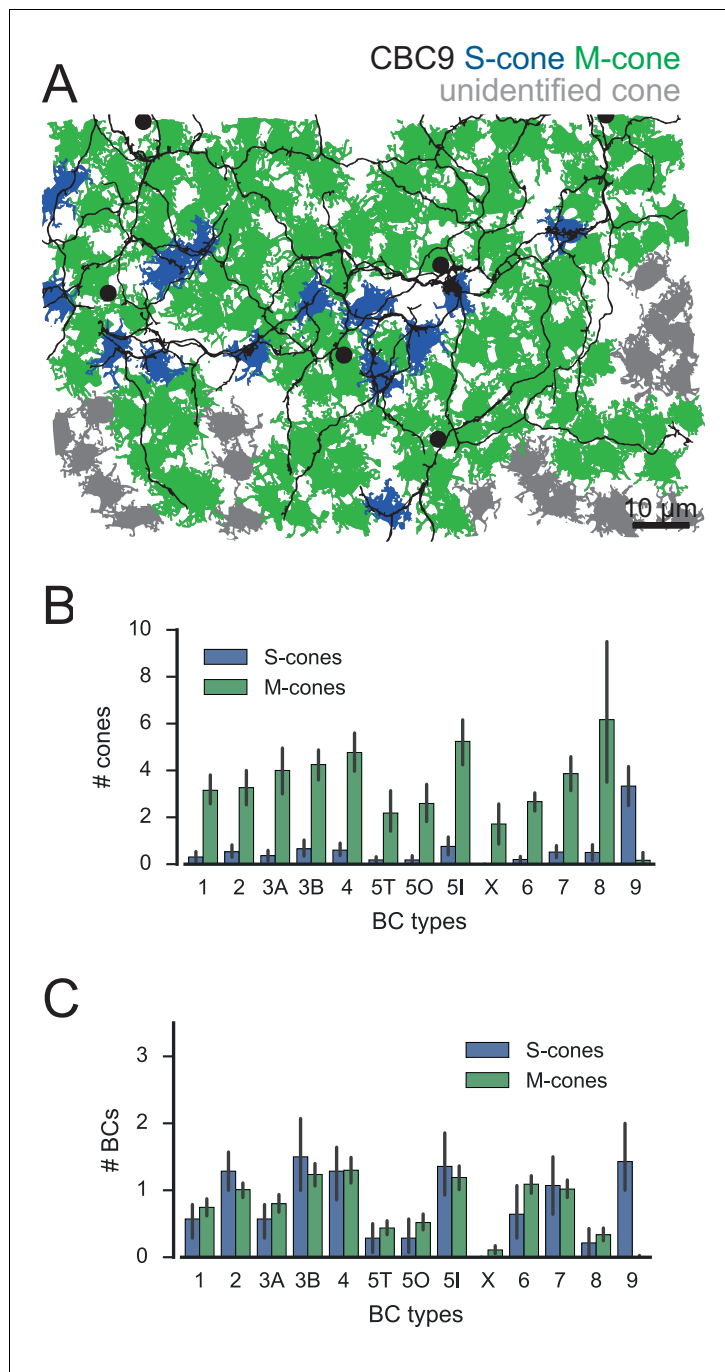 A
CBC9 S-cone M-cone
unidentified cone
10 µm
B
10
8
6
4
2
0
# cones
S-cones
M-cones
1 2 3A 3B 4 5T 5O 5I X 6 7 8 9
BC types
C
3
2
1
0
# BCs
S-cones
M-cones
1 2 3A 3B 4 5T 5O 5I X 6 7 8 9
BC types